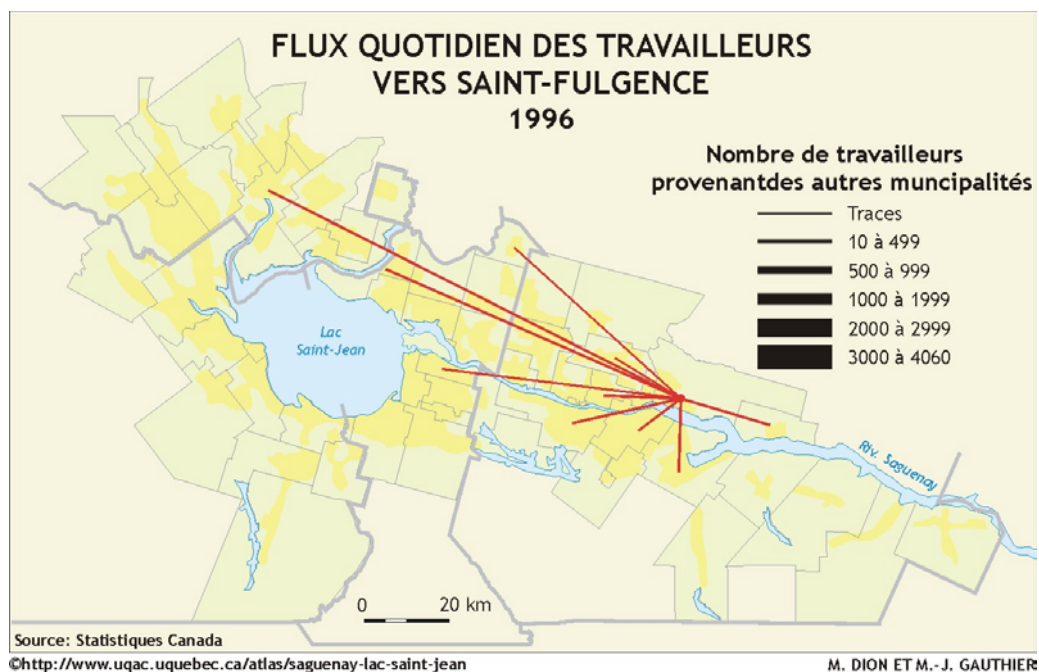 FLUX QUOTIDIEN DES TRAVAILLEURS
VERS SAINT-FULGENCE
1996
Nombre de travailleurs
provenantdes autres muncipalités
Traces
10 à 499
500 à 999
1000 à 1999
2000 à 2999
3000 à 4060
Lac
Saint-Jean
Riv. Saguenay
0 20 km
Source: Statistiques Canada
©http://www.uqac.uquebec.ca/atlas/saguenay-lac-saint-jean
M. DION ET M.-J. GAUTHIER